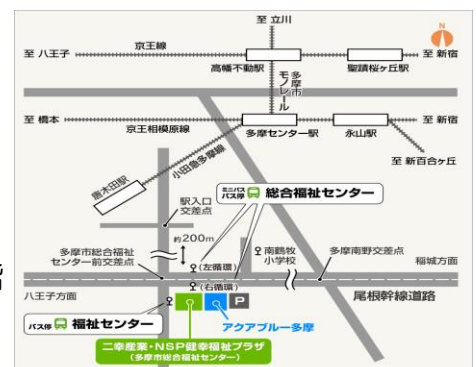 至 立川
N
至 八王子
京王線
至 新宿
高幡不動駅
聖蹟桜ヶ丘駅
多摩市
モノレール
至 橋本
京王相模原線
至 新宿
多摩センター駅
永山駅
小田急多摩線
至 新百合ヶ丘
唐木田駅
ミニバス
バス停
総合福祉センター
駅入口
交差点
約200m
南鶴牧
小学校
多摩市総合福祉
センター前交差点
多摩南野交差点
稲城方面
(左循環)
(右循環)
八王子方面
尾根幹線道路
P
バス停
福祉センター
アクアブルー多摩
二幸産業・NSP健幸福祉プラザ
(多摩市総合福祉センター)